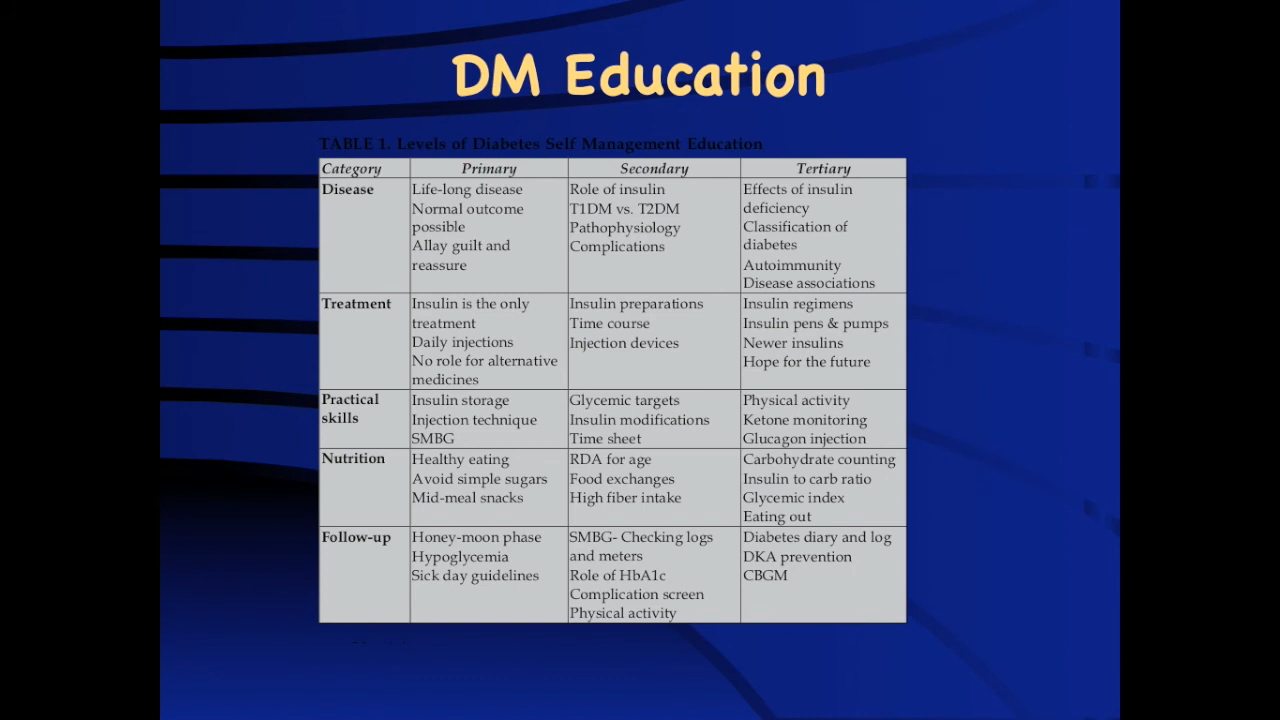 DM Education
TABLE 1. Levels of Diabetes Self Management Education
Category Primary Secondary Tertiary
Disease
Life-long disease
Normal outcome
possible
Allay guilt and
reassure
Role of insulin
T1DM vs. T2DM
Pathophysiology
Complications
Effects of insulin
deficiency
Classification of
diabetes
Autoimmunity
Disease associations
Treatment
Insulin is the only
treatment
Daily injections
No role for alternative
medicines
Insulin preparations
Time course
Injection devices
Insulin regimens
Insulin pens & pumps
Newer insulins
Hope for the future
Practical
skills
Insulin storage
Injection technique
SMBG
Glycemic targets
Insulin modifications
Time sheet
Physical activity
Ketone monitoring
Glucagon injection
Nutrition
Healthy eating
Avoid simple sugars
Mid-meal snacks
RDA for age
Food exchanges
High fiber intake
Carbohydrate counting
Insulin to carb ratio
Glycemic index
Eating out
Follow-up
Honey-moon phase
Hypoglycemia
Sick day guidelines
SMBG- Checking logs
and meters
Role of HbA1c
Complication screen
Physical activity
Diabetes diary and log
DKA prevention
CBGM